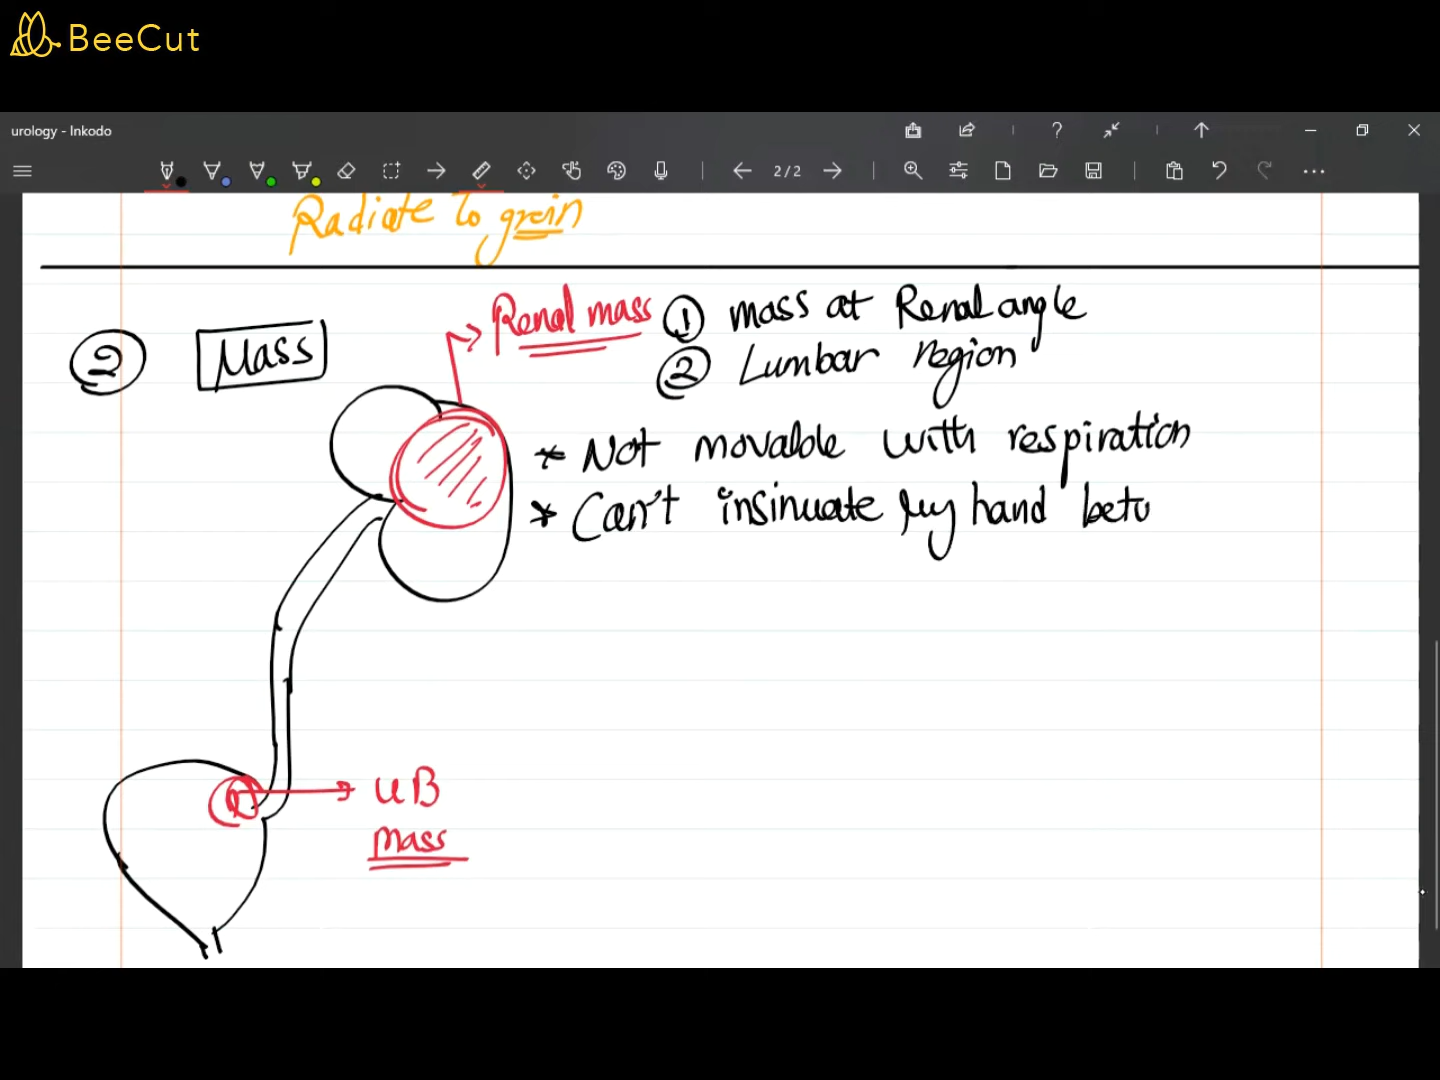 BeeCut
urology - Inkodo
2/2
Radiate To groin
② Mass
Renal mass
① mass at Renal angle
② Lumbar region
* Not movable with respiration
* Can't insinuate my hand betw
UB
Mass